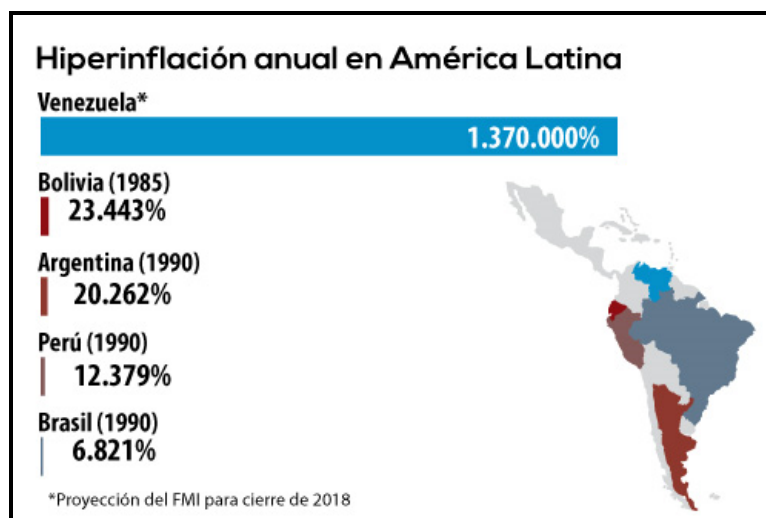 Hiperinflación anual en América Latina
Venezuela*
1.370.000%
Bolivia (1985)
23.443%
Argentina (1990)
20.262%
Perú (1990)
12.379%
Brasil (1990)
6.821%
*Proyección del FMI para cierre de 2018